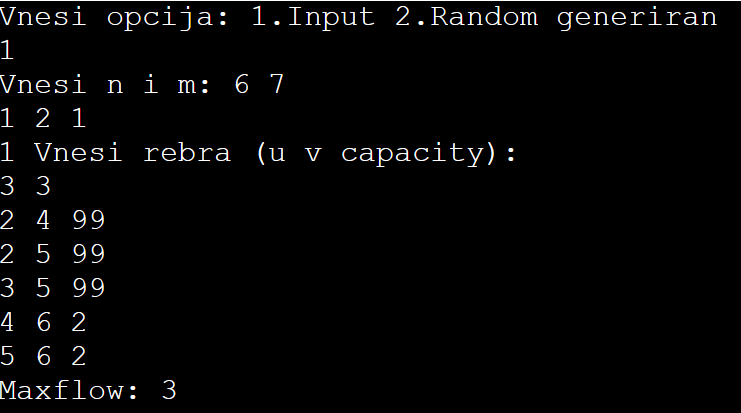 Vnesi opcija: 1.Input 2.Random generiran
1
Vnesi n i m: 6 7
1 2 1
1 Vnesi rebra (u v capacity):
3 3
2 4 99
2 5 99
3 5 99
4 6 2
5 6 2
Maxflow: 3